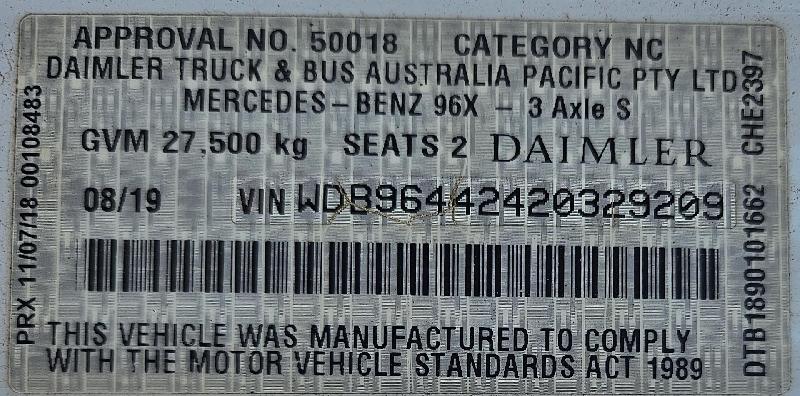 APPROVAL NO. 50018 CATEGORY NC
DAIMLER TRUCK & BUS AUSTRALIA PACIFIC PTY LTD
MERCEDES-BENZ 96X - 3 Axle S
GVM 27,500 kg SEATS 2 DAIMLER
08/19 VIN WDB96442420329209
THIS VEHICLE WAS MANUFACTURED TO COMPLY
WITH THE MOTOR VEHICLE STANDARDS ACT 1989
PRX 11/07/18 00108483
DTB1890101662 CHE2397